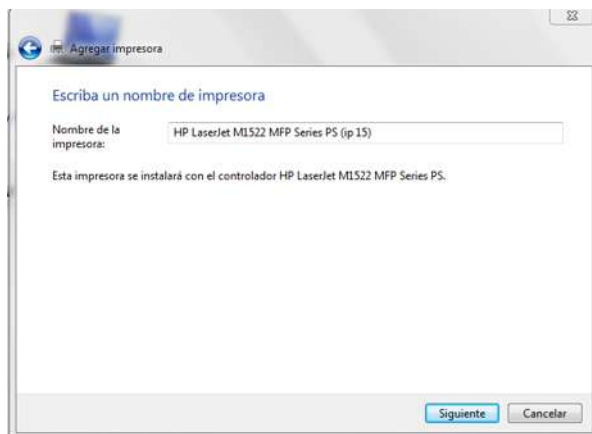 Agregar impresora
Escriba un nombre de impresora
Nombre de la
impresora:
HP LaserJet M1522 MFP Series PS (ip 15)
Esta impresora se instalará con el controlador HP LaserJet M1522 MFP Series PS.
Siguiente
Cancelar